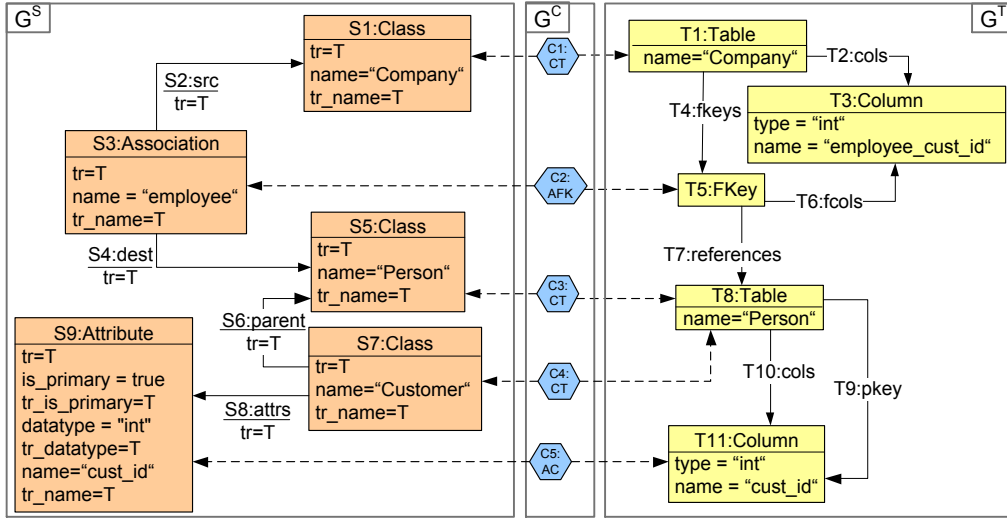 G^S
G^C
G^T
S1:Class
tr=T
name=“Company“
tr_name=T
S2:src
tr=T
S3:Association
tr=T
name = “employee“
tr_name=T
S4:dest
tr=T
S5:Class
tr=T
name=“Person“
tr_name=T
S6:parent
tr=T
S7:Class
tr=T
name=“Customer“
tr_name=T
S8:attrs
tr=T
S9:Attribute
tr=T
is_primary = true
tr_is_primary=T
datatype = "int"
tr_datatype=T
name=“cust_id“
tr_name=T
C1:
CT
C2:
AFK
C3:
CT
C4:
CT
C5:
AC
T1:Table
name=“Company“
T2:cols
T3:Column
type = “int“
name = “employee_cust_id“
T4:fkeys
T5:FKey
T6:fcols
T7:references
T8:Table
name=“Person“
T10:cols
T9:pkey
T11:Column
type = “int“
name = “cust_id“